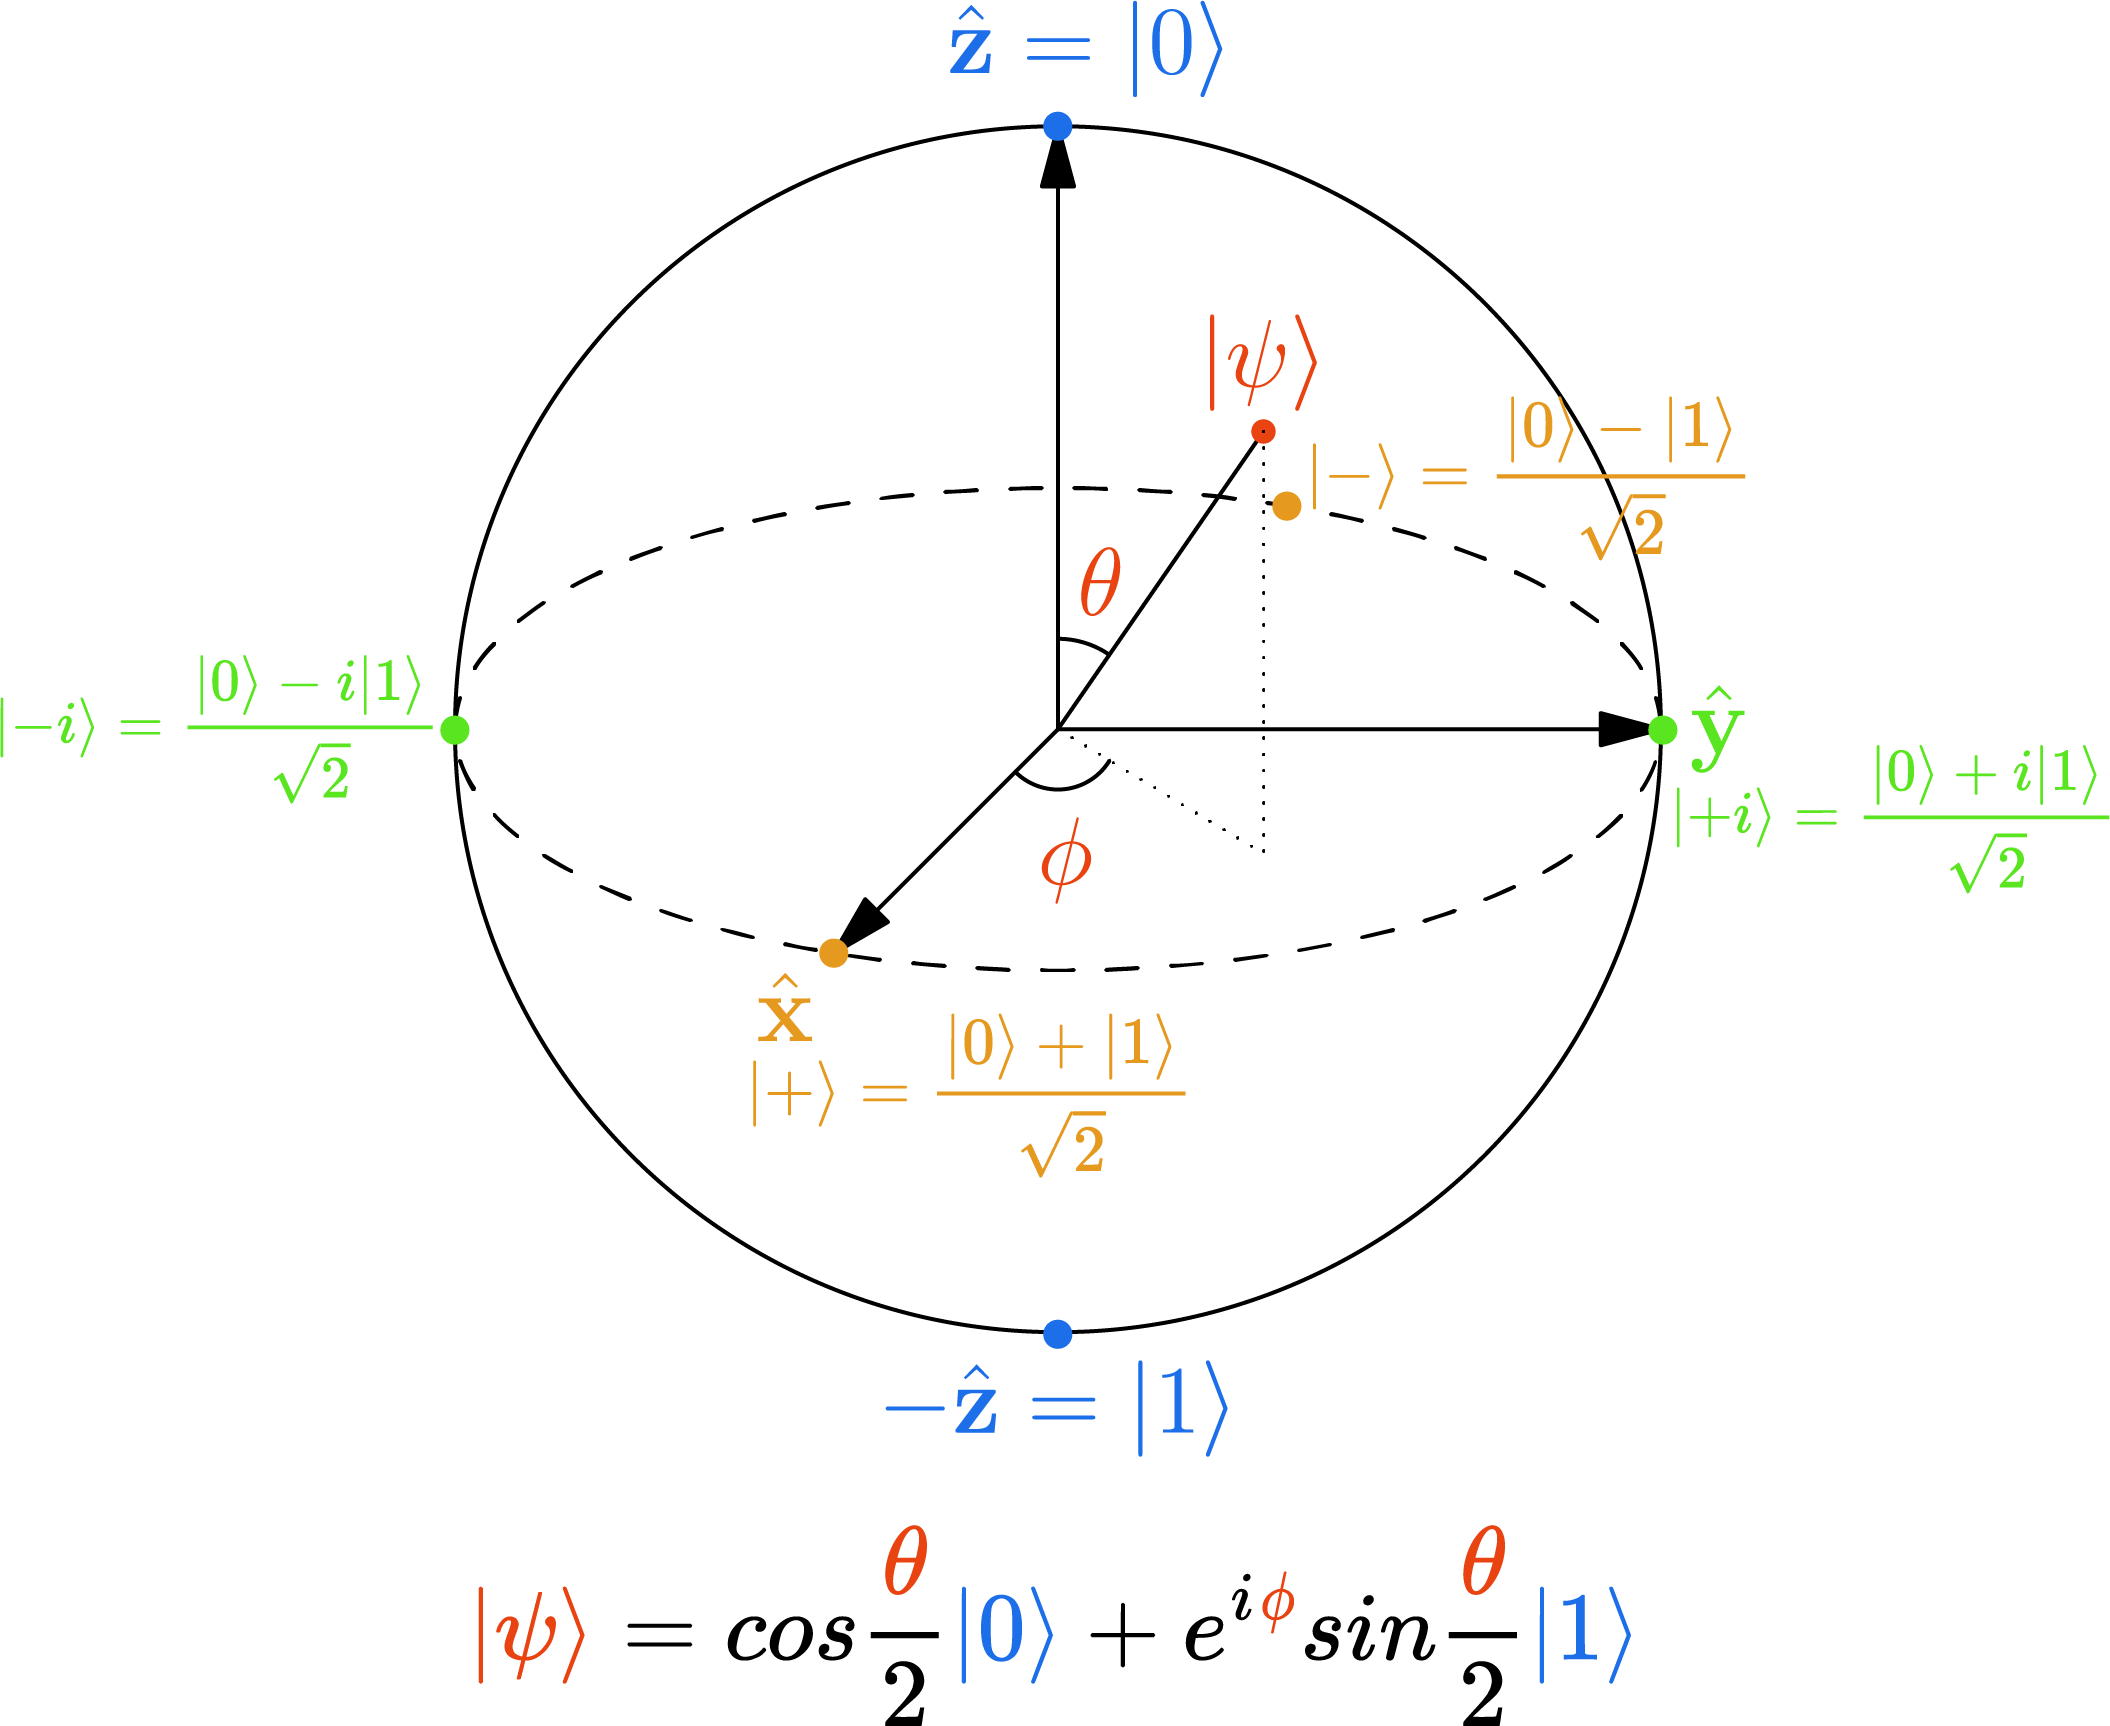 ẑ = |0⟩
|ψ⟩
|−⟩ = (|0⟩ − |1⟩)/√2
θ
|−i⟩ = (|0⟩ − i|1⟩)/√2
ŷ
|+i⟩ = (|0⟩ + i|1⟩)/√2
ϕ
x̂
|+⟩ = (|0⟩ + |1⟩)/√2
−ẑ = |1⟩
|ψ⟩ = cos θ/2 |0⟩ + e^{iϕ} sin θ/2 |1⟩